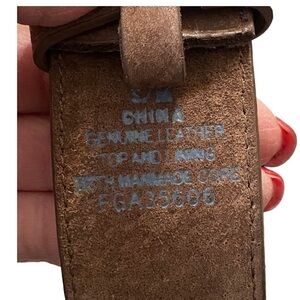 S/M
CHINA
GENUINE LEATHER
TOP AND LINING
WITH MANMADE CORE